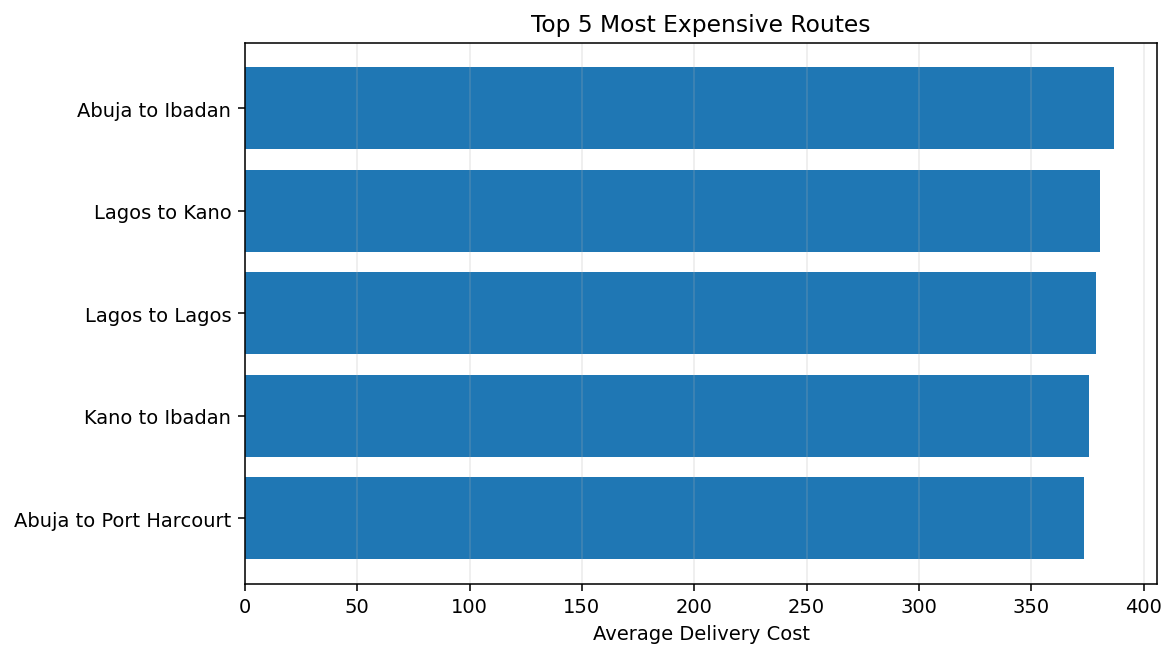 Top 5 Most Expensive Routes
Abuja to Ibadan
Lagos to Kano
Lagos to Lagos
Kano to Ibadan
Abuja to Port Harcourt
0 50 100 150 200 250 300 350 400
Average Delivery Cost